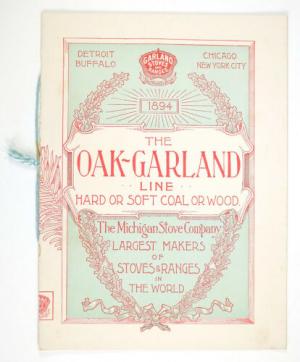 DETROIT
BUFFALO
CHICAGO
NEW YORK CITY
GARLAND
STOVES
AND
RANGES
1894
THE
OAK-GARLAND
LINE
HARD OR SOFT COAL OR WOOD,
The Michigan Stove Company
LARGEST MAKERS
OF
STOVES & RANGES
IN
THE WORLD